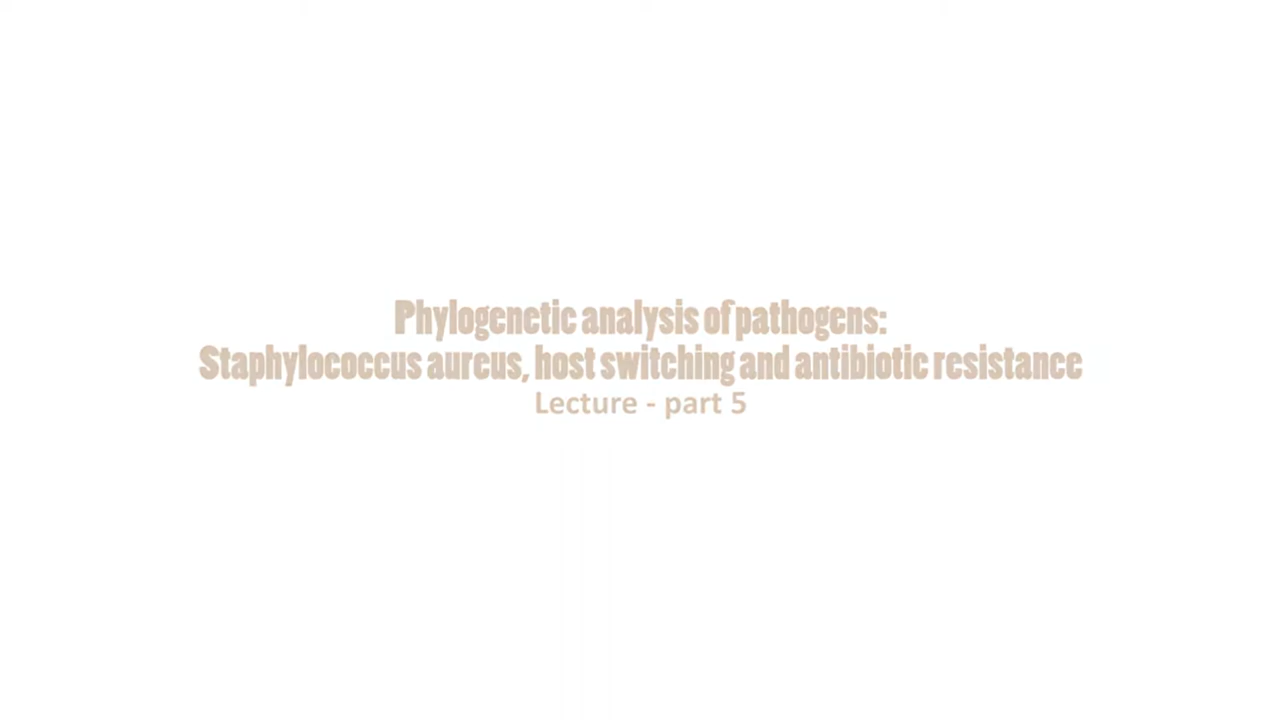 Phylogenetic analysis of pathogens:
Staphylococcus aureus, host switching and antibiotic resistance
Lecture - part 5